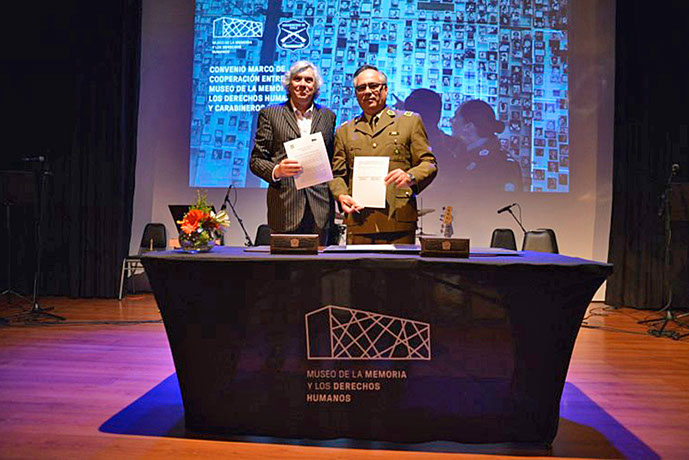 MUSEO DE LA MEMORIA
Y LOS DERECHOS
HUMANOS
CONVENIO MARCO DE
COOPERACIÓN ENTRE
MUSEO DE LA MEMOR
LOS DERECHOS HUMA
Y CARABINEROS
MUSEO DE LA MEMORIA
Y LOS DERECHOS
HUMANOS